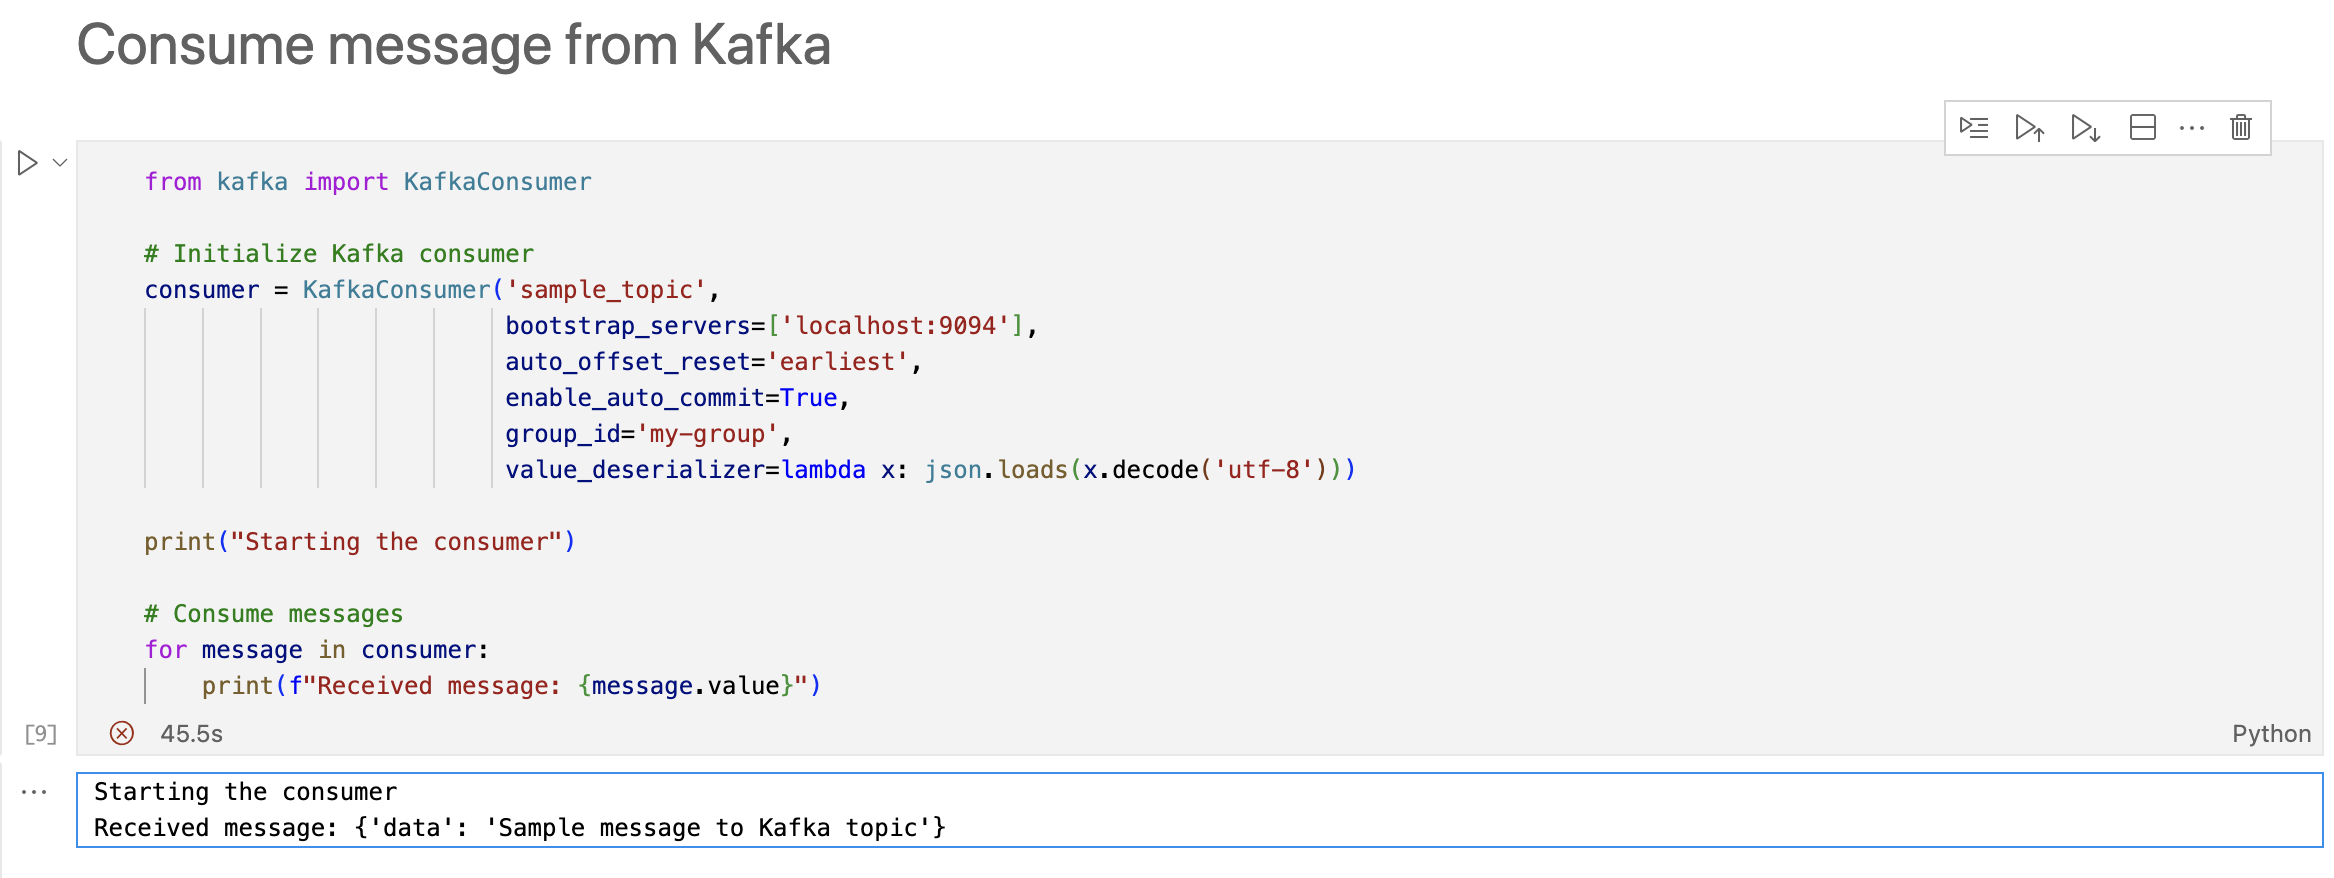 Consume message from Kafka
from kafka import KafkaConsumer
# Initialize Kafka consumer
consumer = KafkaConsumer('sample_topic',
bootstrap_servers=['localhost:9094'],
auto_offset_reset='earliest',
enable_auto_commit=True,
group_id='my-group',
value_deserializer=lambda x: json.loads(x.decode('utf-8')))
print("Starting the consumer")
# Consume messages
for message in consumer:
print(f"Received message: {message.value}")
[9] 45.5s Python
Starting the consumer
Received message: {'data': 'Sample message to Kafka topic'}